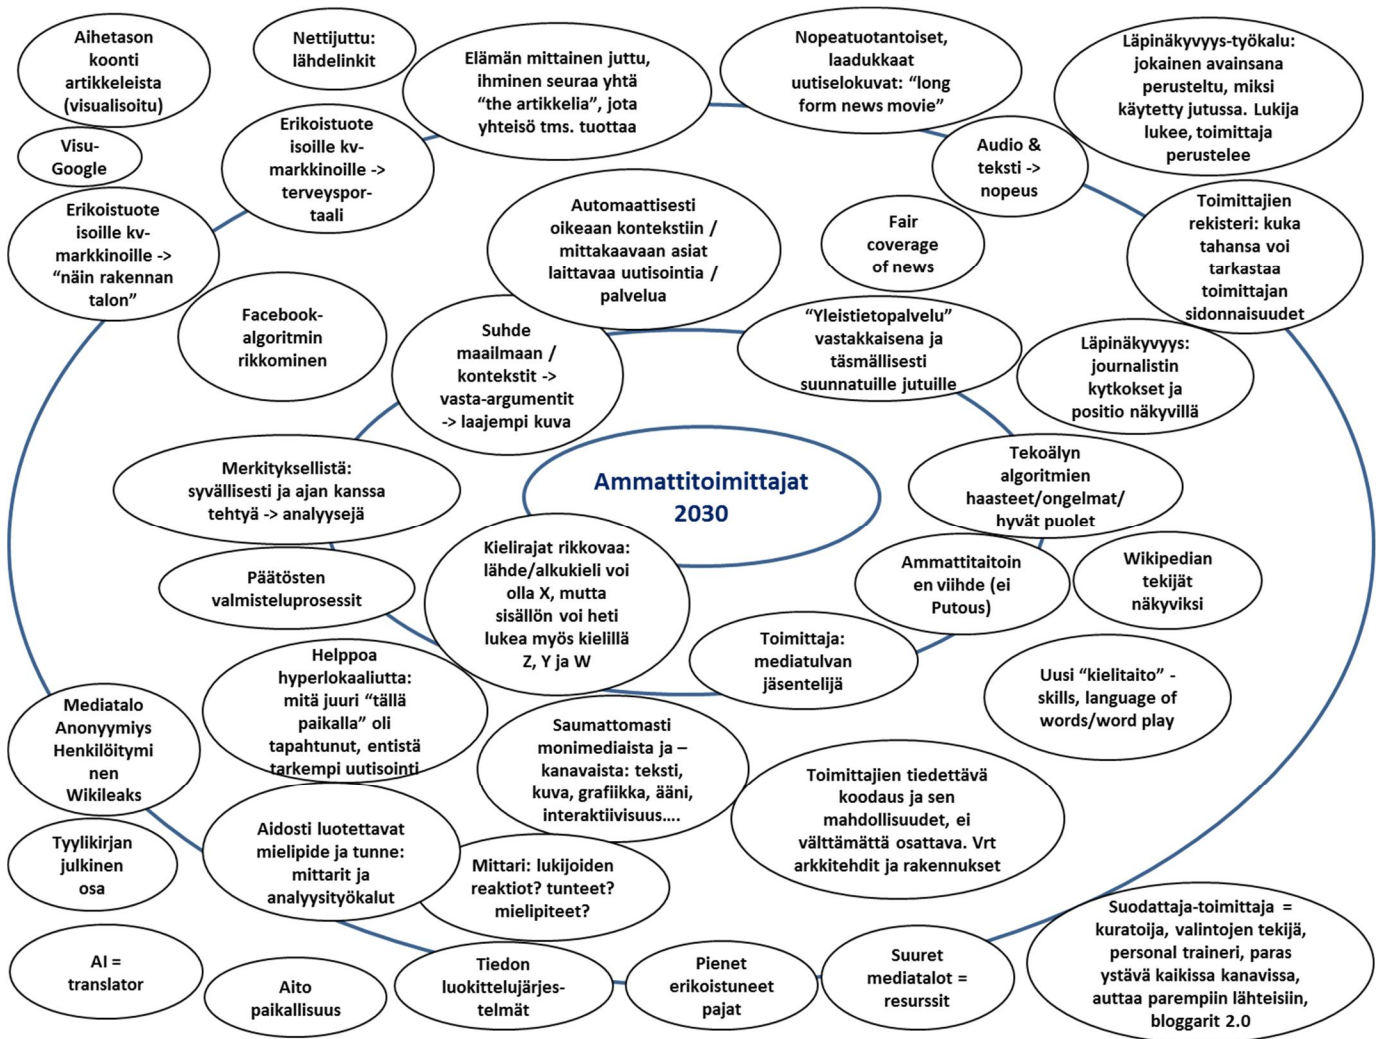 Aihetason
koonti
artikkeleista
(visualisoitu)
Nettijuttu:
lähdelinkit
Elämän mittainen juttu,
ihminen seuraa yhtä
“the artikkelia”, jota
yhteisö tms. tuottaa
Nopeatuotantoiset,
laadukkaat
uutiselokuvat: “long
form news movie”
Läpinäkyvyys-työkalu:
jokainen avainsana
perusteltu, miksi
käytetty jutussa. Lukija
lukee, toimittaja
perustelee
Visu-
Google
Erikoistuote
isoille kv-
markkinoille ->
terveyspor-
taali
Audio &
teksti ->
nopeus
Erikoistuote
isoille kv-
markkinoille ->
“näin rakennan
talon”
Automaattisesti
oikeaan kontekstiin /
mittakaavaan asiat
laittavaa uutisointia /
palvelua
Fair
coverage
of news
Toimittajien
rekisteri: kuka
tahansa voi
tarkastaa
toimittajan
sidonnaisuudet
Facebook-
algoritmin
rikkominen
Suhde
maailmaan /
kontekstit ->
vasta-argumentit
-> laajempi kuva
“Yleistietopalvelu”
vastakkaisena ja
täsmällisesti
suunnatuille jutuille
Läpinäkyvyys:
journalistin
kytkokset ja
positio näkyvillä
Merkityksellistä:
syvällisesti ja ajan kanssa
tehtyä -> analyysejä
Ammattitoimittajat
2030
Tekoälyn
algoritmien
haasteet/ongelmat/
hyvät puolet
Päätösten
valmisteluprosessit
Kielirajat rikkovaa:
lähde/alkukieli voi
olla X, mutta
sisällön voi heti
lukea myös kielillä
Z, Y ja W
Ammattitaitoin
en viihde (ei
Putous)
Wikipedian
tekijät
näkyviksi
Helppoa
hyperlokaaliutta:
mitä juuri “tällä
paikalla” oli
tapahtunut, entistä
tarkempi uutisointi
Toimittaja:
mediatulvan
jäsentelijä
Uusi “kielitaito” -
skills, language of
words/word play
Mediatalo
Anonyymiys
Henkilöitymi
nen
Wikileaks
Saumattomasti
monimediaista ja –
kanavaista: teksti,
kuva, grafiikka, ääni,
interaktiivisuus....
Toimittajien tiedettävä
koodaus ja sen
mahdollisuudet, ei
välttämättä osattava. Vrt
arkkitehdit ja rakennukset
Tyylikirjan
julkinen
osa
Aidosti luotettavat
mielipide ja tunne:
mittarit ja
analyysityökalut
Mittari: lukijoiden
reaktiot? tunteet?
mielipiteet?
Suodattaja-toimittaja =
kuratoija, valintojen tekijä,
personal traineri, paras
ystävä kaikissa kanavissa,
auttaa parempiin lähteisiin,
bloggarit 2.0
AI =
translator
Aito
paikallisuus
Tiedon
luokittelujärjes-
telmät
Pienet
erikoistuneet
pajat
Suuret
mediatalot =
resurssit